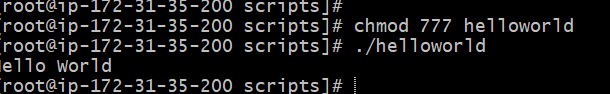 [root@ip-172-31-35-200 scripts]#
[root@ip-172-31-35-200 scripts]# chmod 777 helloworld
[root@ip-172-31-35-200 scripts]# ./helloworld
ello World
[root@ip-172-31-35-200 scripts]#